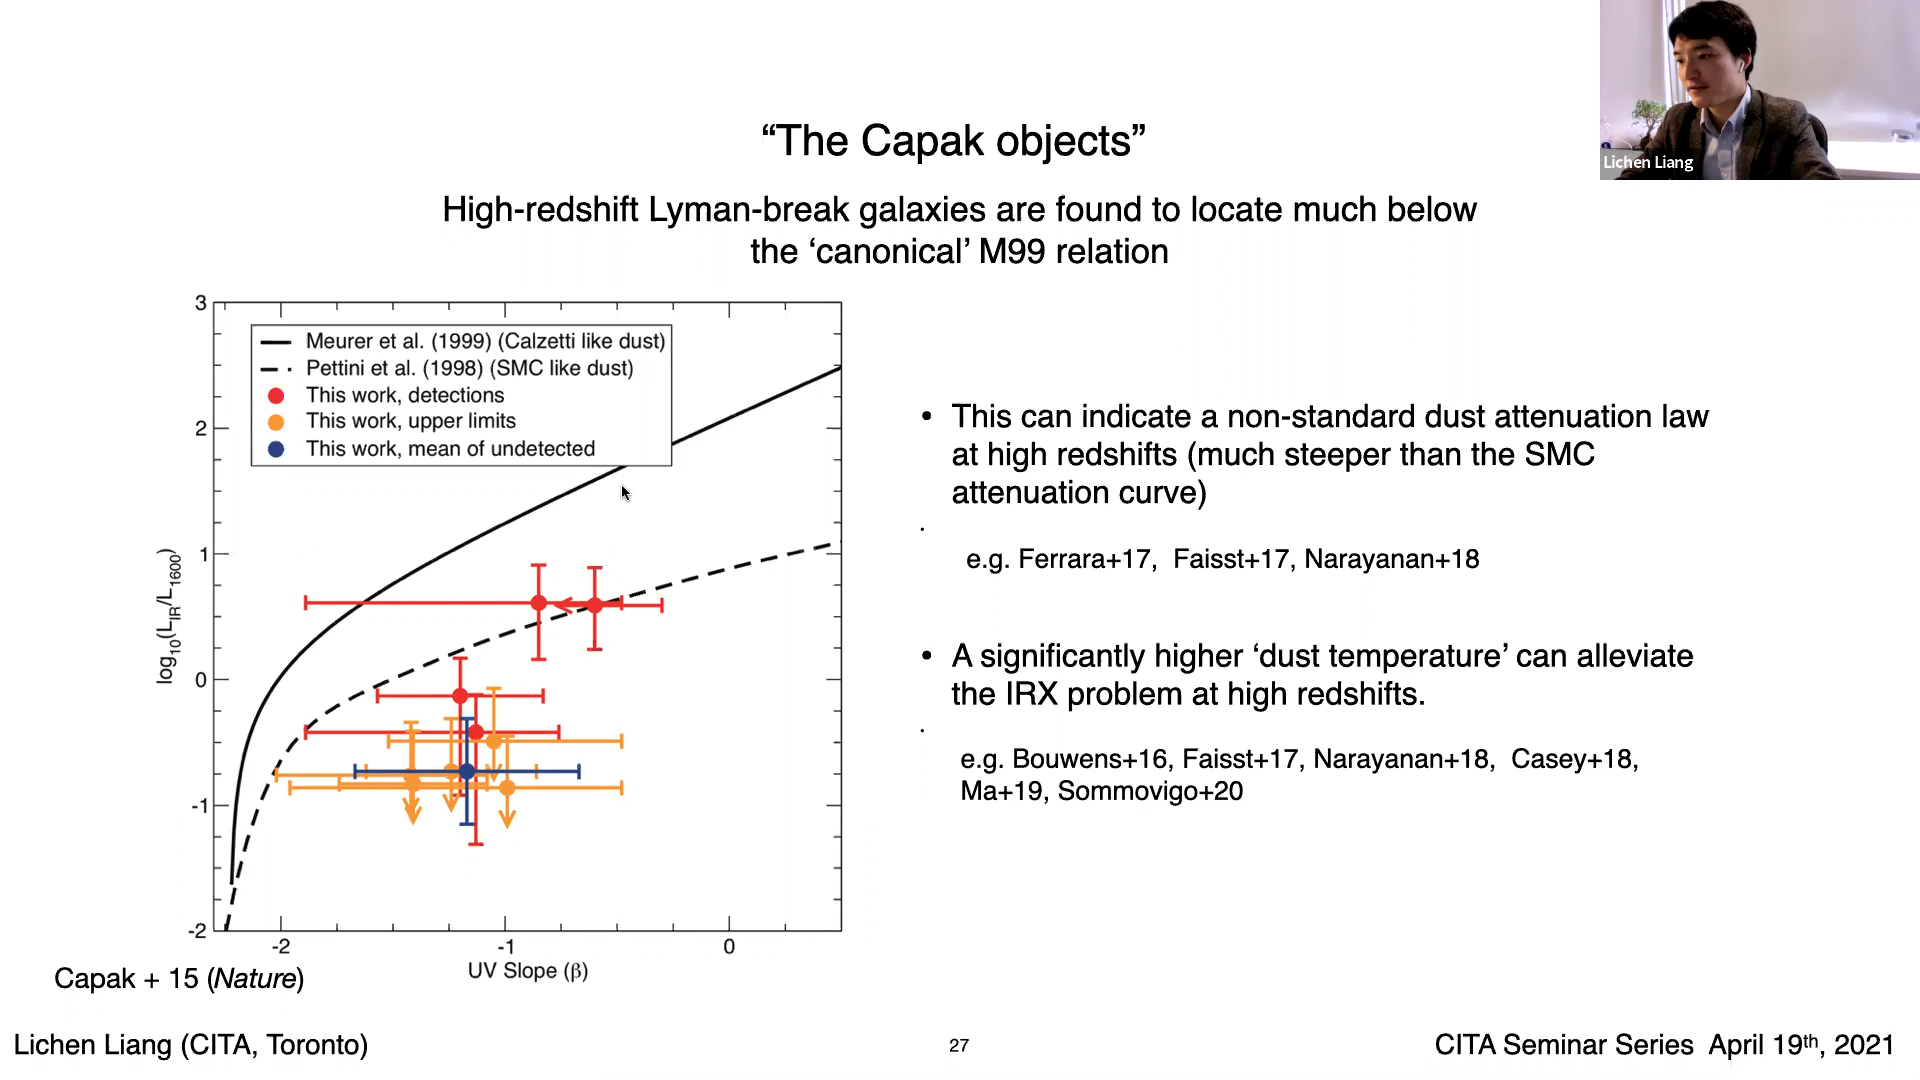 Lichen Liang
“The Capak objects”
High-redshift Lyman-break galaxies are found to locate much below
the ‘canonical’ M99 relation
3
2
1
0
-1
-2
log10(LIR/L1600)
Meurer et al. (1999) (Calzetti like dust)
Pettini et al. (1998) (SMC like dust)
This work, detections
This work, upper limits
This work, mean of undetected
-2
-1
0
UV Slope (β)
Capak + 15 (Nature)
• This can indicate a non-standard dust attenuation law
at high redshifts (much steeper than the SMC
attenuation curve)
e.g. Ferrara+17, Faisst+17, Narayanan+18
• A significantly higher ‘dust temperature’ can alleviate
the IRX problem at high redshifts.
e.g. Bouwens+16, Faisst+17, Narayanan+18, Casey+18,
Ma+19, Sommovigo+20
Lichen Liang (CITA, Toronto)
27
CITA Seminar Series April 19th, 2021